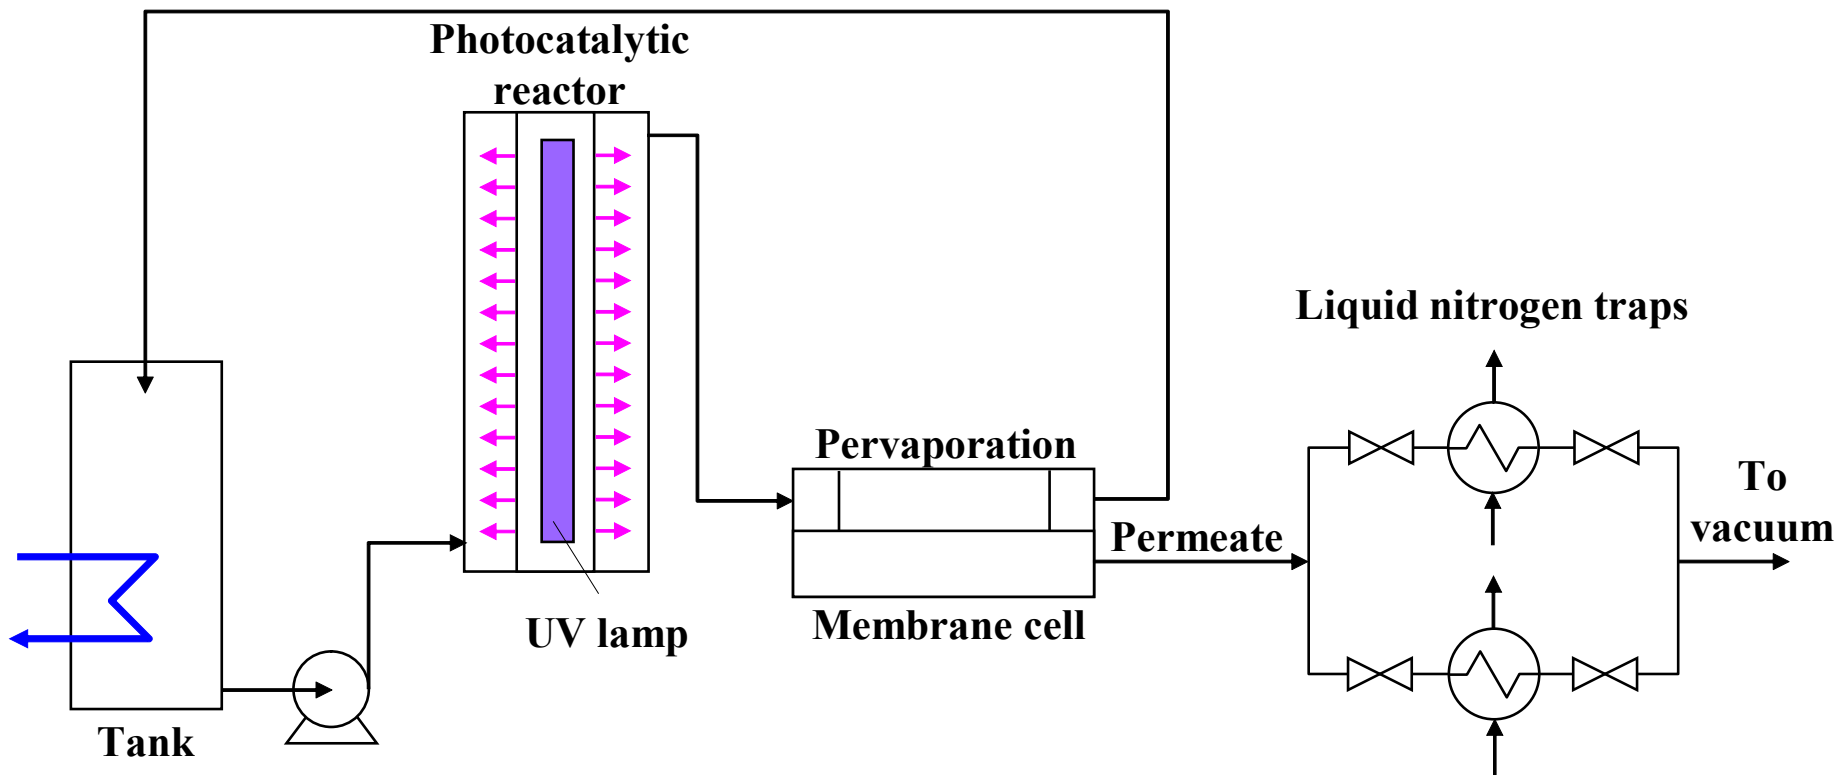 Photocatalytic
reactor
Liquid nitrogen traps
Pervaporation
To
vacuum
Permeate
Membrane cell
UV lamp
Tank